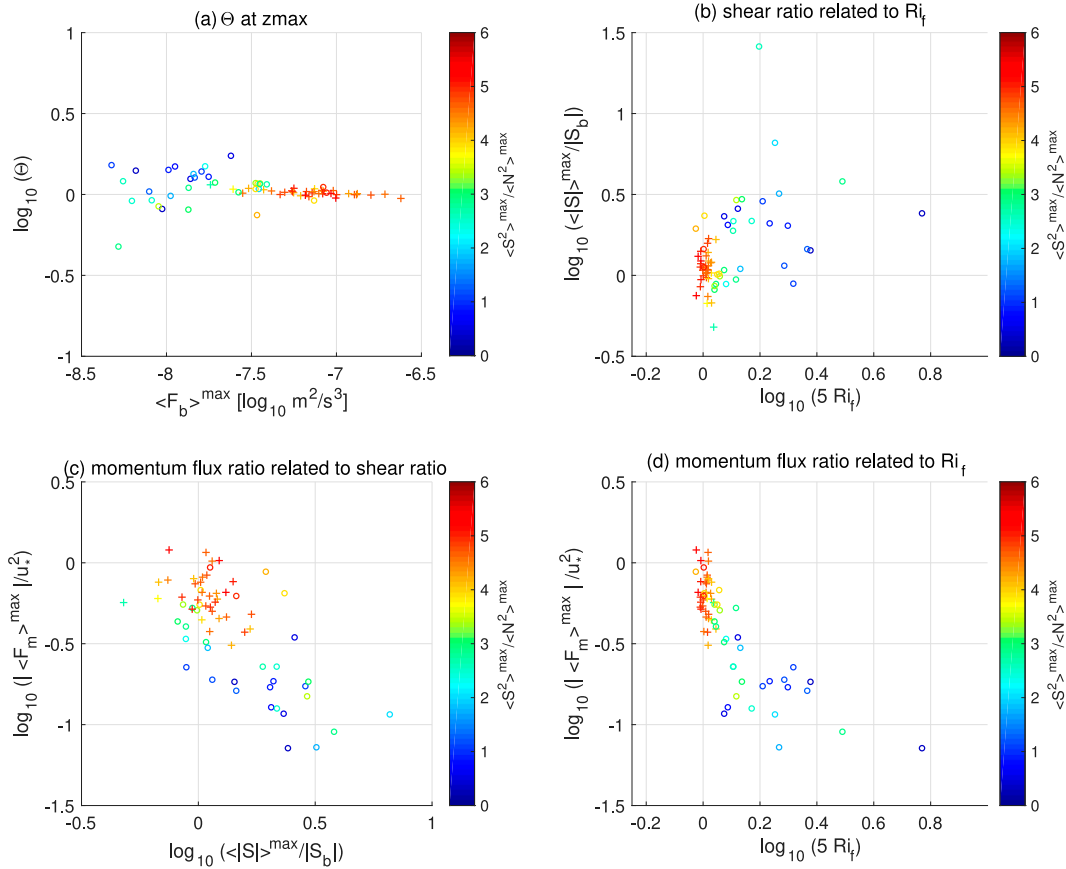 (a) Θ at zmax
1
0.5
0
-0.5
-1
log10 (Θ)
-8.5 -8 -7.5 -7 -6.5
<Fb>^max [log10 m²/s³]
6
5
4
3
2
1
0
<S²>^max/<N²>^max
(b) shear ratio related to Rif
1.5
1
0.5
0
-0.5
log10 (<|S|>^max/|Sb|)
-0.2 0 0.2 0.4 0.6 0.8
log10 (5 Rif)
6
5
4
3
2
1
0
<S²>^max/<N²>^max
(c) momentum flux ratio related to shear ratio
0.5
0
-0.5
-1
-1.5
log10 (| <Fm>^max |/u*²)
-0.5 0 0.5 1
log10 (<|S|>^max/|Sb|)
6
5
4
3
2
1
0
<S²>^max/<N²>^max
(d) momentum flux ratio related to Rif
0.5
0
-0.5
-1
-1.5
log10 (| <Fm>^max | /u*²)
-0.2 0 0.2 0.4 0.6 0.8
log10 (5 Rif)
6
5
4
3
2
1
0
<S²>^max/<N²>^max